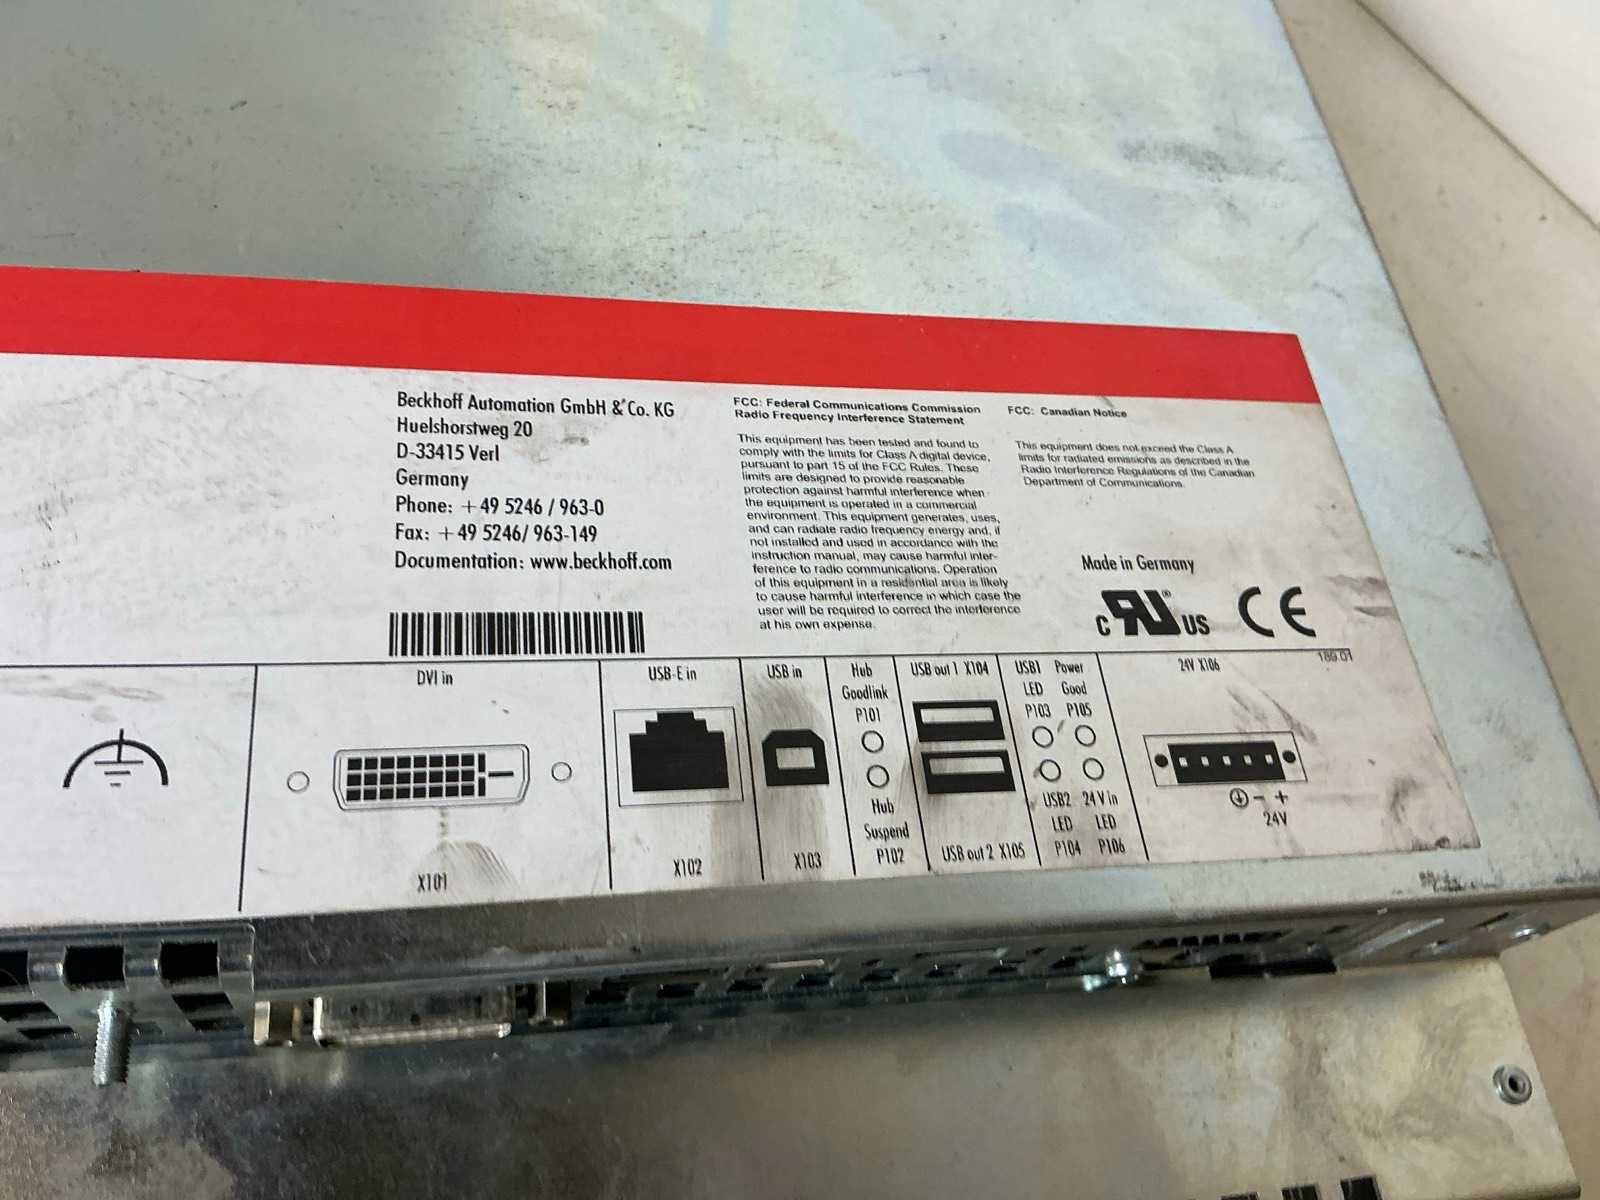 Beckhoff Automation GmbH & Co. KG
Huelshorstweg 20
D-33415 Verl
Germany
Phone: +49 5246 / 963-0
Fax: +49 5246/ 963-149
Documentation: www.beckhoff.com
FCC: Federal Communications Commission
Radio Frequency Interference Statement
This equipment has been tested and found to
comply with the limits for Class A digital device,
pursuant to part 15 of the FCC Rules. These
limits are designed to provide reasonable
protection against harmful interference when
the equipment is operated in a commercial
environment. This equipment generates, uses,
and can radiate radio frequency energy and, if
not installed and used in accordance with the
instruction manual, may cause harmful inter-
ference to radio communications. Operation
of this equipment in a residential area is likely
to cause harmful interference in which case the
user will be required to correct the interference
at his own expense.
FCC: Canadian Notice
This equipment does not exceed the Class A
limits for radiated emissions as described in the
Radio Interference Regulations of the Canadian
Department of Communications.
Made in Germany
c RU ® US CE
189.01
DVI in
X101
USB-E in
X102
USB in
X103
Hub
Goodlink
P101
Hub
Suspend
P102
USB out 1 X104
USB out 2 X105
USB1 Power
LED Good
P103 P105
USB2 24V in
LED LED
P104 P106
24V X106
- +
24V